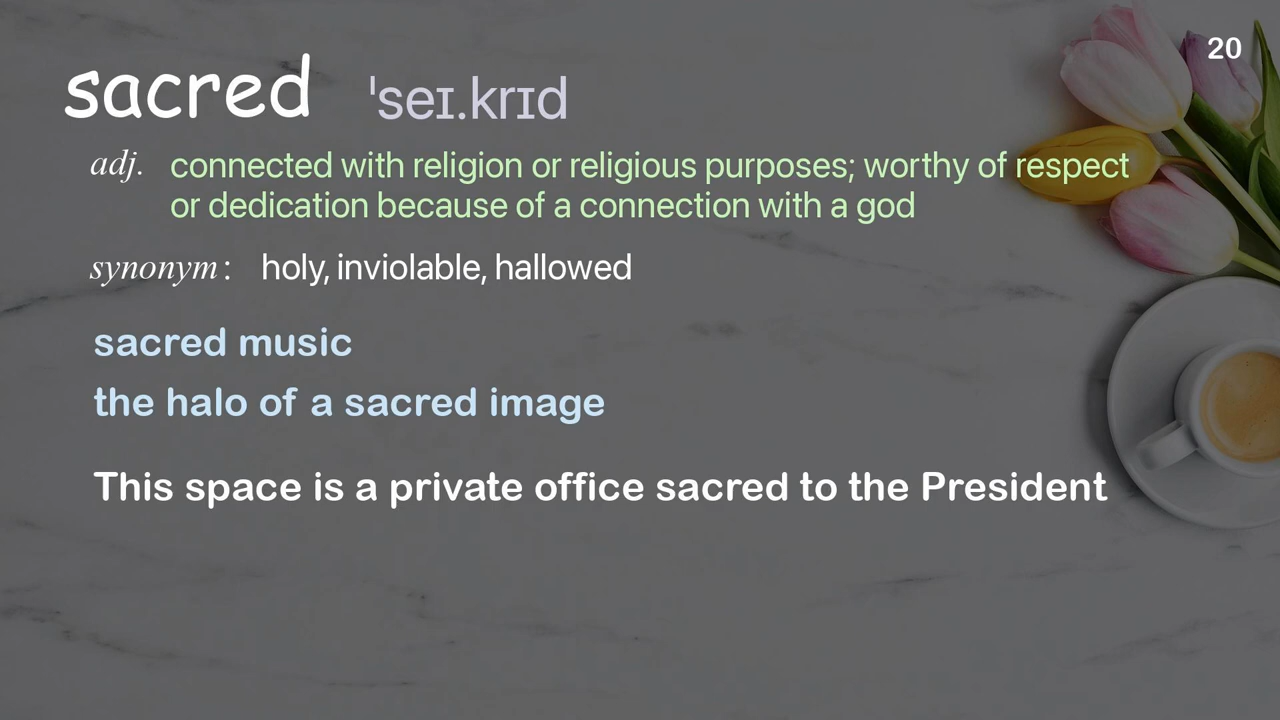 20
sacred ˈseɪ.krɪd
adj. connected with religion or religious purposes; worthy of respect
or dedication because of a connection with a god
synonym: holy, inviolable, hallowed
sacred music
the halo of a sacred image
This space is a private office sacred to the President